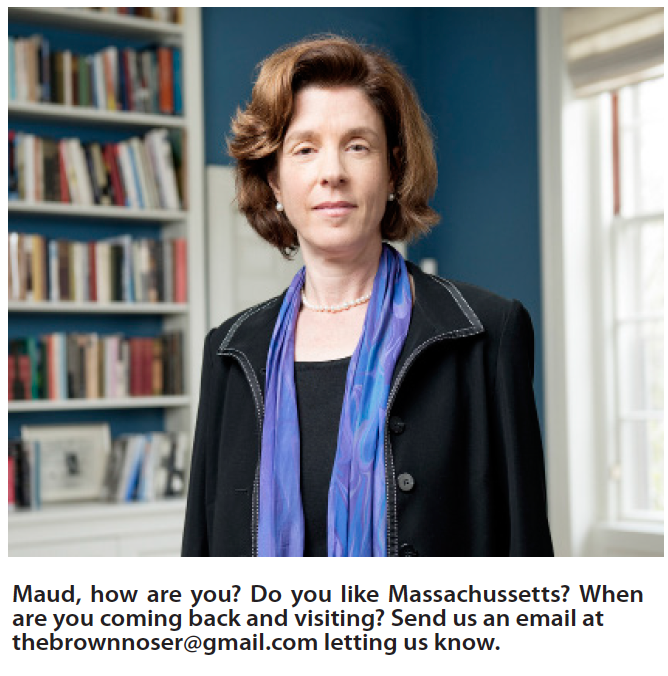 Maud, how are you? Do you like Massachussetts? When
are you coming back and visiting? Send us an email at
thebrownnoser@gmail.com letting us know.